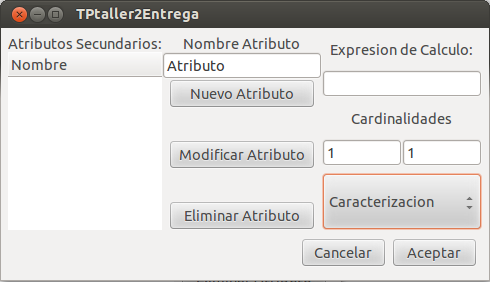 TPtaller2Entrega
Atributos Secundarios:
Nombre
Nombre Atributo
Atributo
Nuevo Atributo
Modificar Atributo
Eliminar Atributo
Expresion de Calculo:
Cardinalidades
1 1
Caracterizacion
Cancelar Aceptar